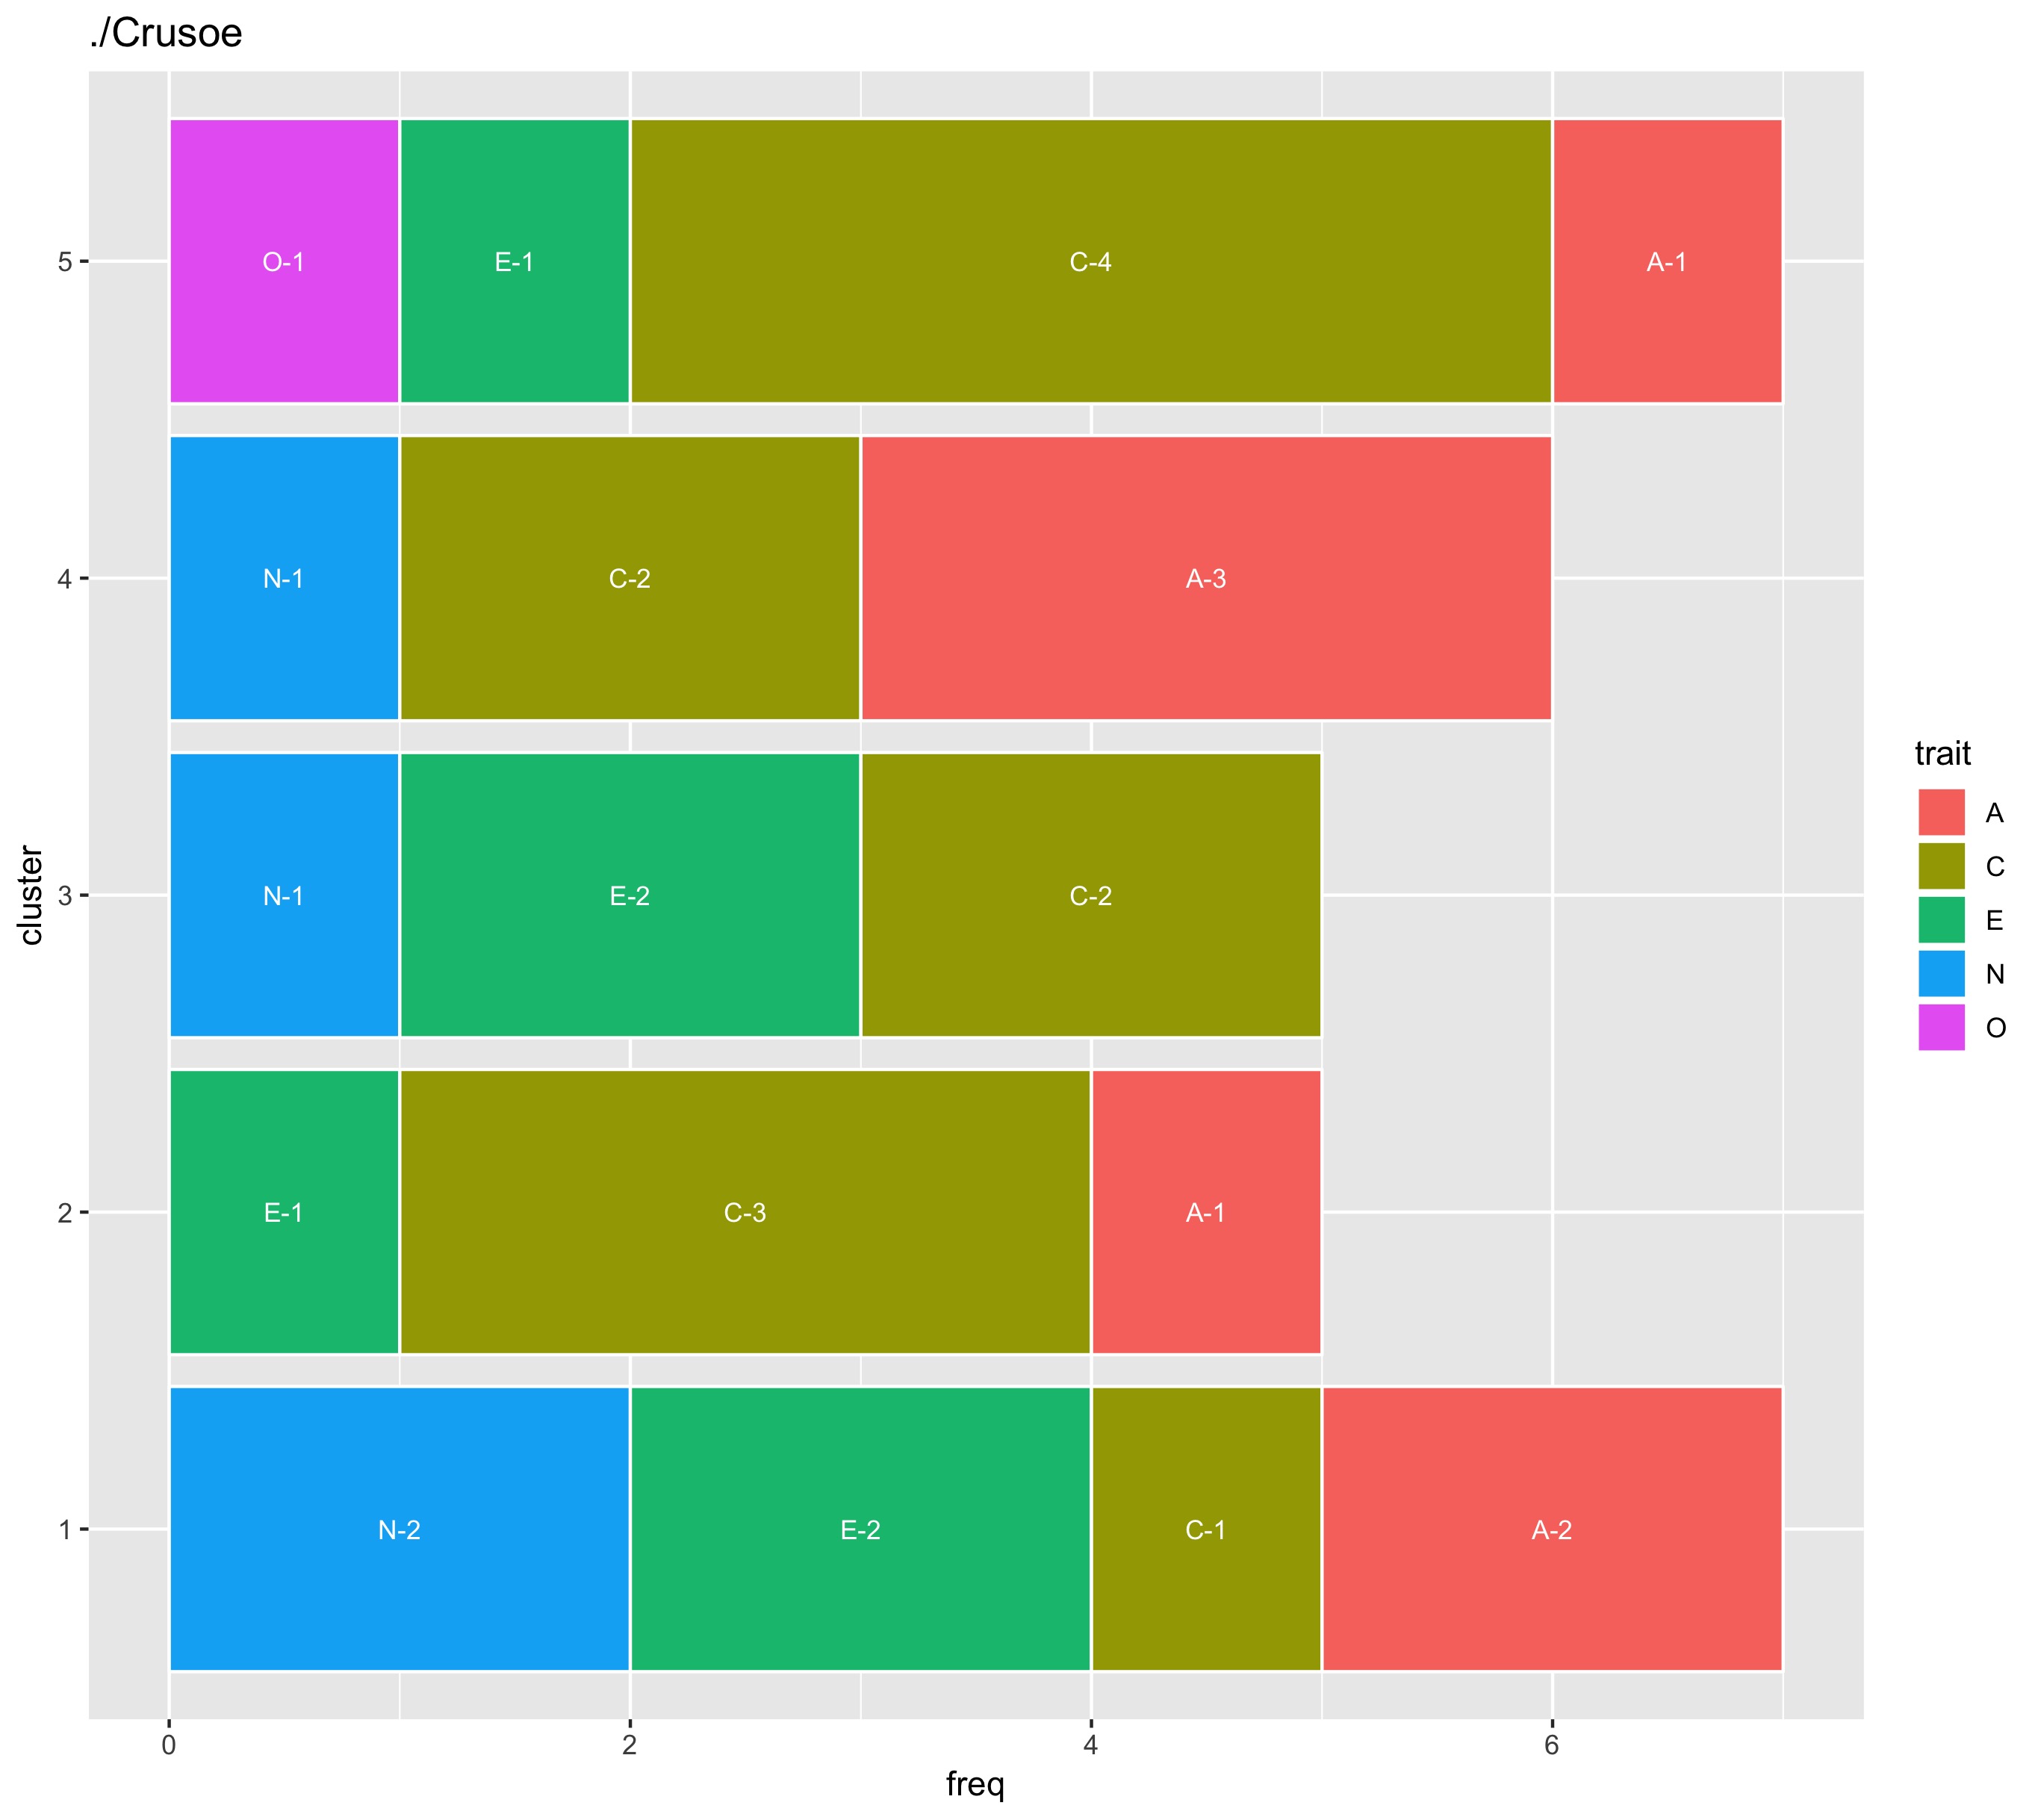 ./Crusoe
5
O-1 E-1 C-4 A-1
4
N-1 C-2 A-3
3
N-1 E-2 C-2
2
E-1 C-3 A-1
1
N-2 E-2 C-1 A-2
cluster
0 2 4 6
freq
trait
A
C
E
N
O